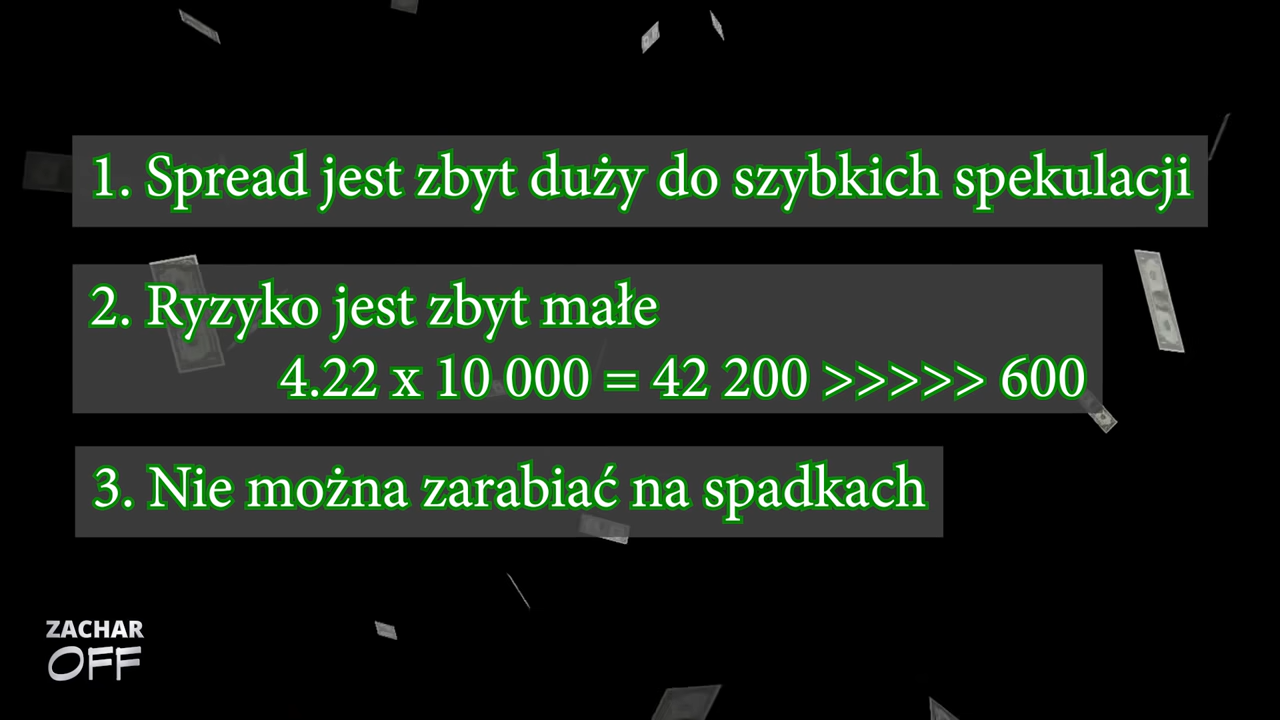 1. Spread jest zbyt duży do szybkich spekulacji
2. Ryzyko jest zbyt małe
4.22 x 10 000 = 42 200 >>>>> 600
3. Nie można zarabiać na spadkach
ZACHAR
OFF